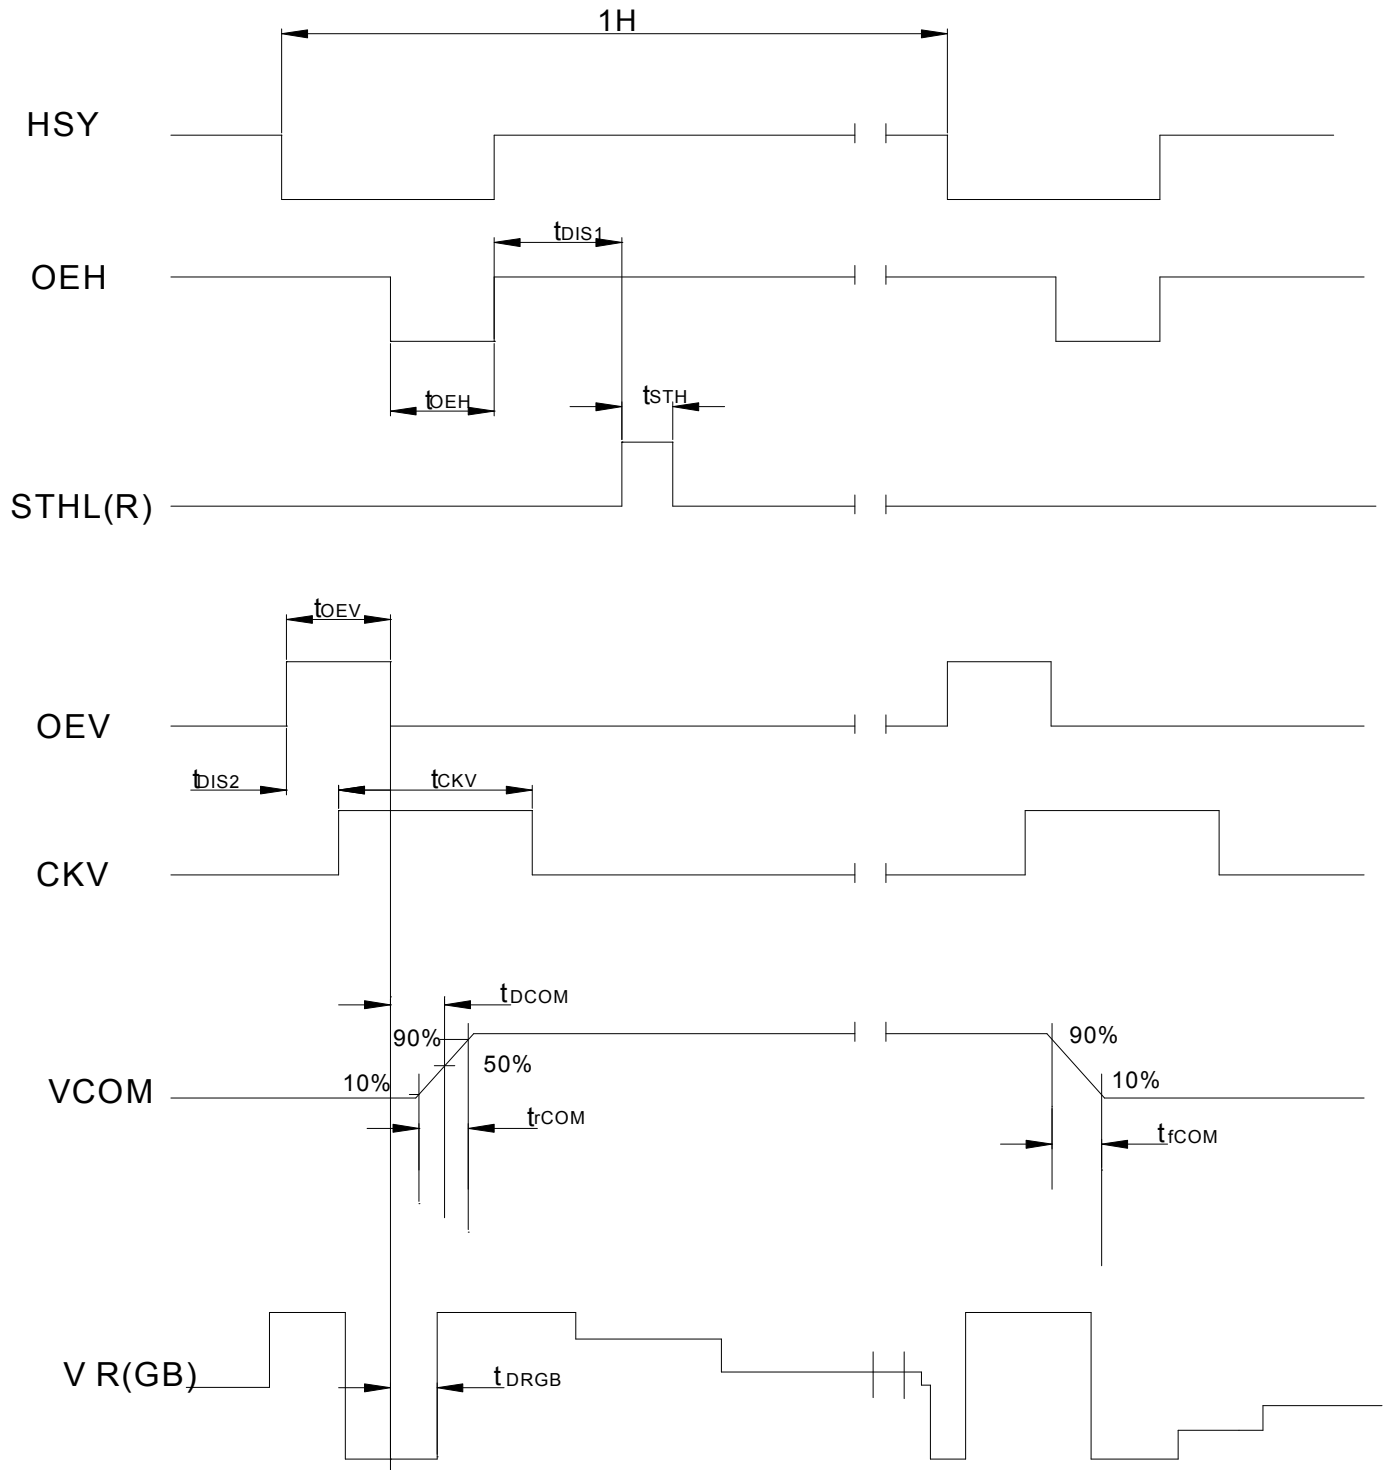 1H
HSY
tDIS1
OEH
tOEH
tSTH
STHL(R)
tOEV
OEV
tDIS2
tCKV
CKV
tDCOM
90%
50%
90%
VCOM
10%
10%
trCOM
tfCOM
V R(GB)
tDRGB